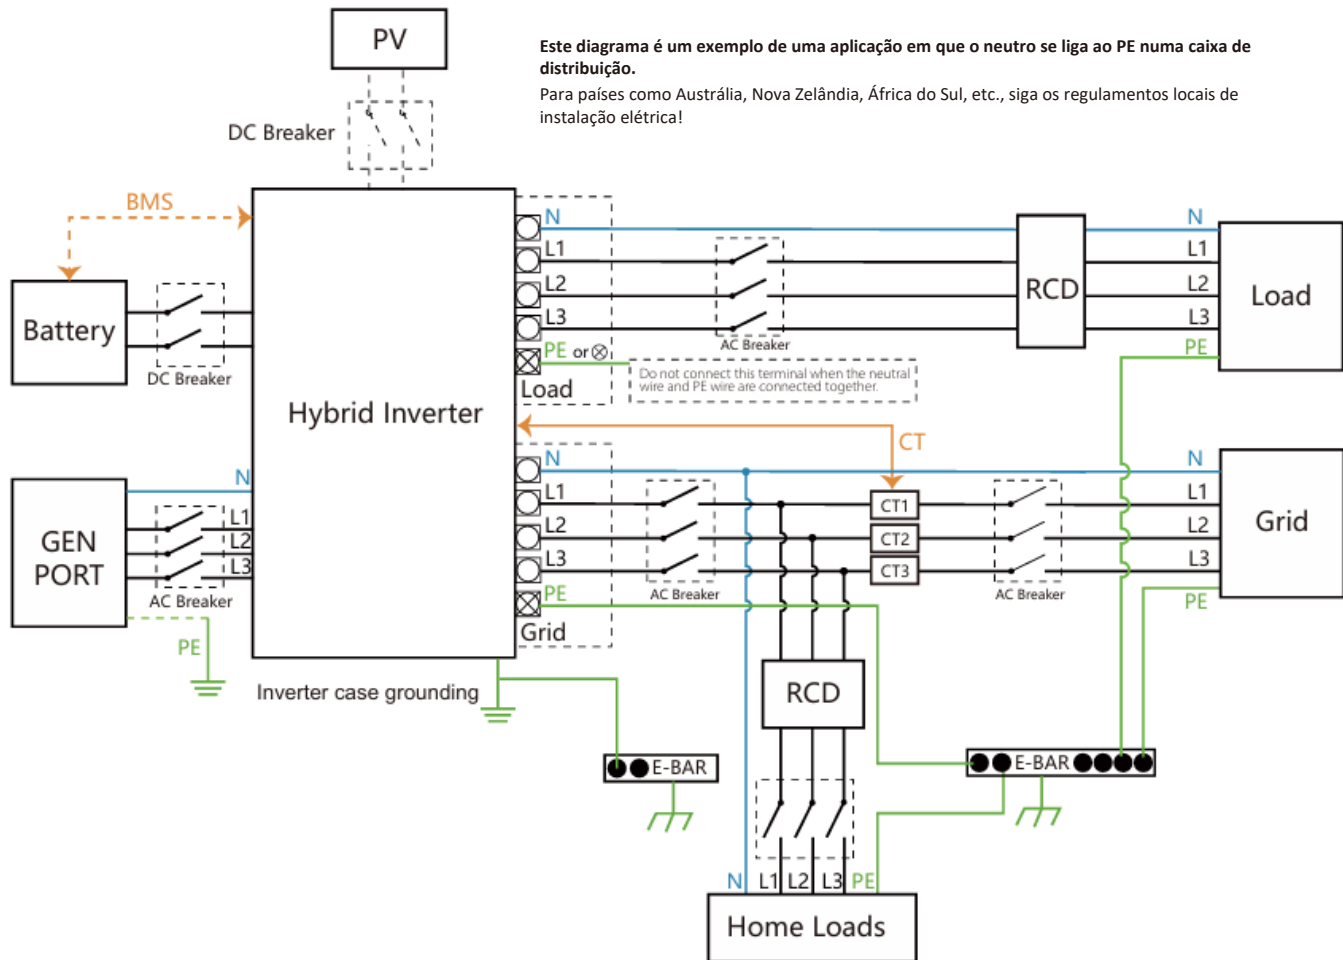 PV
Este diagrama é um exemplo de uma aplicação em que o neutro se liga ao PE numa caixa de
distribuição.
Para países como Austrália, Nova Zelândia, África do Sul, etc., siga os regulamentos locais de
instalação elétrica!
DC Breaker
BMS
N
L1
L2
L3
PE or
Load
AC Breaker
Do not connect this terminal when the neutral
wire and PE wire are connected together.
RCD
N
L1
L2
L3
PE
Load
Battery
DC Breaker
Hybrid Inverter
CT
N
L1
L2
L3
PE
Grid
AC Breaker
CT1
CT2
CT3
AC Breaker
N
L1
L2
L3
PE
Grid
GEN
PORT
N
L1
L2
L3
AC Breaker
PE
Inverter case grounding
RCD
E-BAR
E-BAR
N
L1
L2
L3
PE
Home Loads